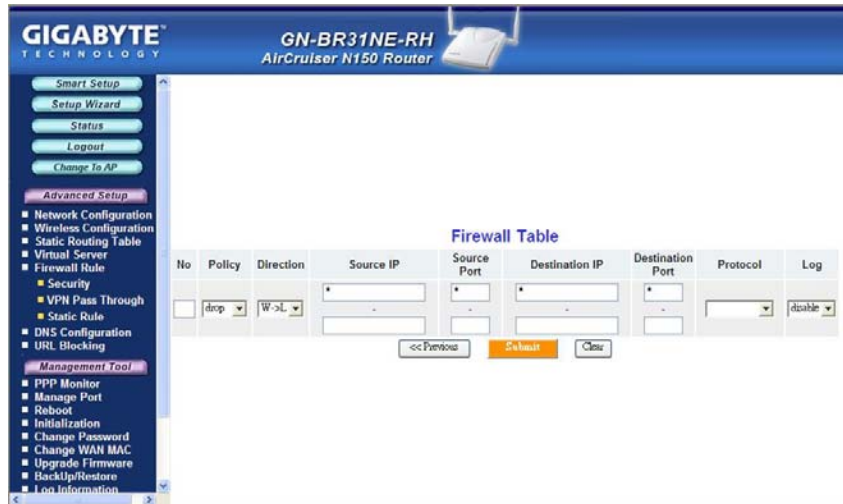 GIGABYTE™
TECHNOLOGY
GN-BR31NE-RH
AirCruiser N150 Router
Smart Setup
Setup Wizard
Status
Logout
Change To AP
Advanced Setup
Network Configuration
Wireless Configuration
Static Routing Table
Virtual Server
Firewall Rule
Security
VPN Pass Through
Static Rule
DNS Configuration
URL Blocking
Management Tool
PPP Monitor
Manage Port
Reboot
Initialization
Change Password
Change WAN MAC
Upgrade Firmware
BackUp/Restore
Log Information
Firewall Table
No Policy Direction Source IP Source Port Destination IP Destination Port Protocol Log
drop W->L * * * * disable
- - - -
<< Previous Submit Clear